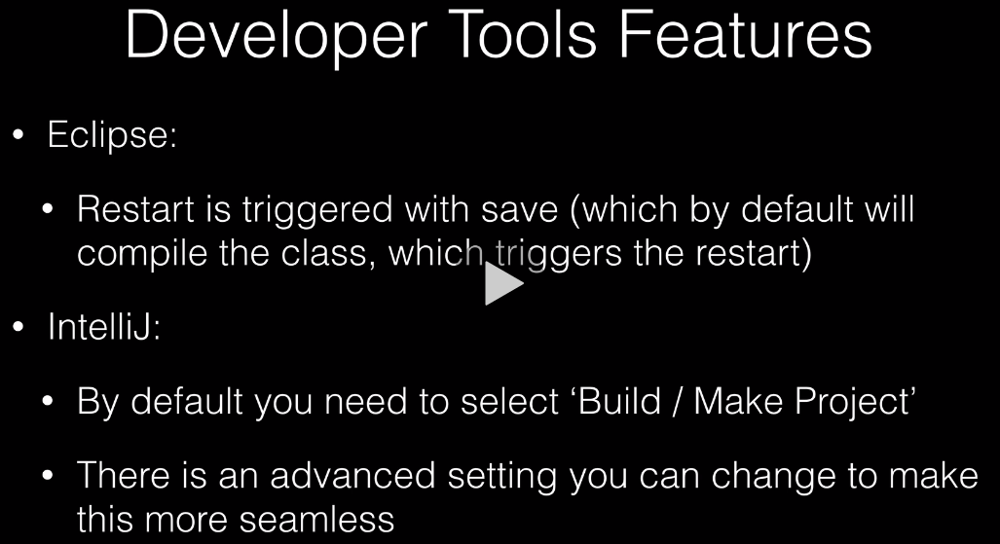 Developer Tools Features
• Eclipse:
• Restart is triggered with save (which by default will
compile the class, which triggers the restart)
• IntelliJ:
• By default you need to select ‘Build / Make Project’
• There is an advanced setting you can change to make
this more seamless